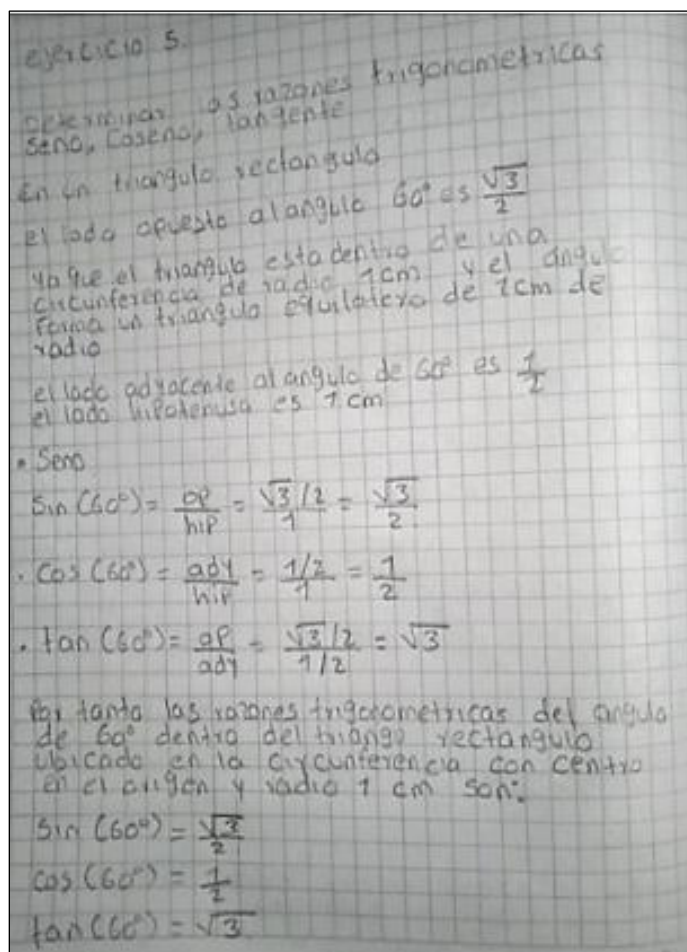 ejercicio 5.
Determinar las razones trigonometricas
seno, coseno, tangente
En un triangulo rectangulo
el lado opuesto al angulo 60° es √3/2
ya que el triangulo esta dentro de una
circunferencia de radio 1cm y el angulo
forma un triangulo equilatero de 1cm de
radio
el lado adyacente al angulo de 60° es 1/2
el lado hipotenusa es 1 cm
• Seno
Sin (60°) = op/hip = √3/2/1 = √3/2
• cos (60°) = ady/hip = 1/2/1 = 1/2
• tan (60°) = op/ady = √3/2/1/2 = √3
Por tanto las razones trigonometricas del angulo
de 60° dentro del triango rectangulo
ubicado en la circunferencia con centro
en el origen y radio 1 cm son:
Sin (60°) = √3/2
cos (60°) = 1/2
tan (60°) = √3